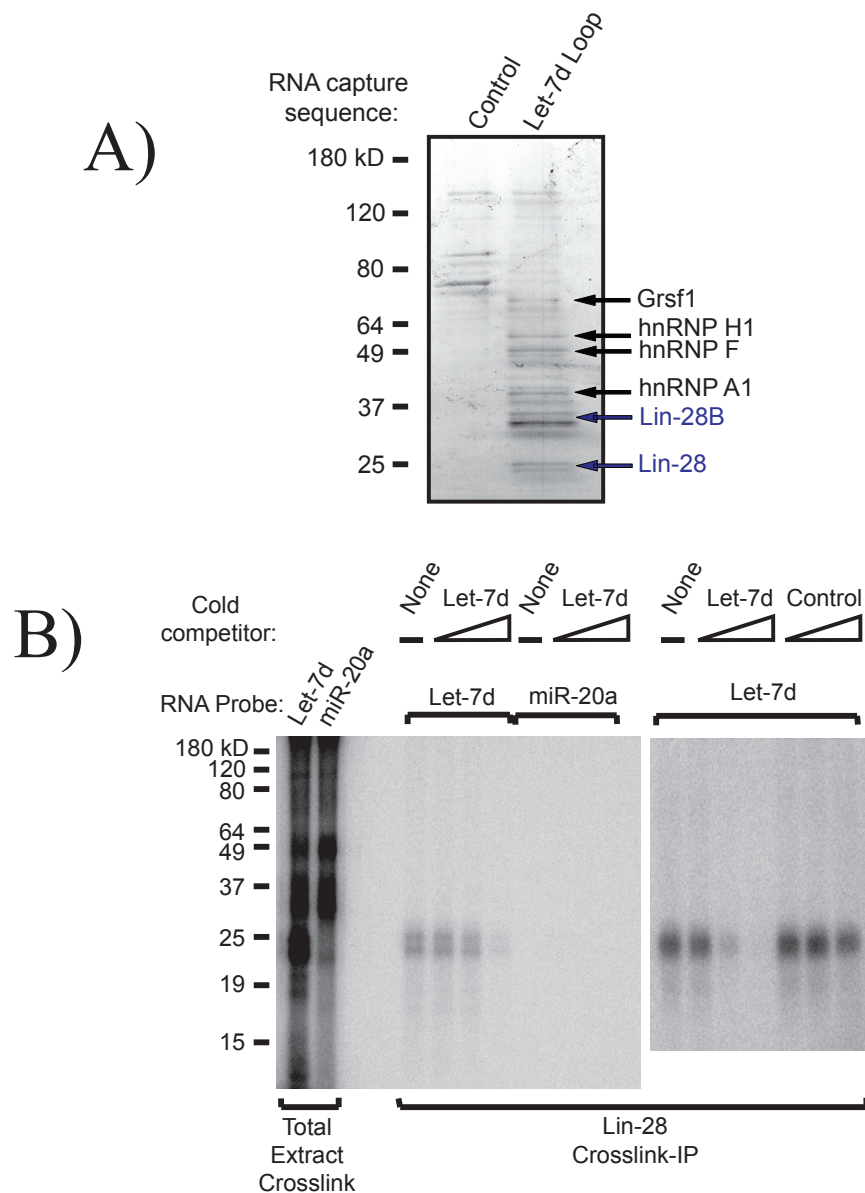 A)
RNA capture
sequence:
Control
Let-7d Loop
180 kD
120
80
64
49
37
25
Grsf1
hnRNP H1
hnRNP F
hnRNP A1
Lin-28B
Lin-28
B)
Cold
competitor:
None
Let-7d
None
Let-7d
None
Let-7d
Control
RNA Probe:
Let-7d
miR-20a
Let-7d
miR-20a
Let-7d
180 kD
120
80
64
49
37
25
19
15
Total
Extract
Crosslink
Lin-28
Crosslink-IP